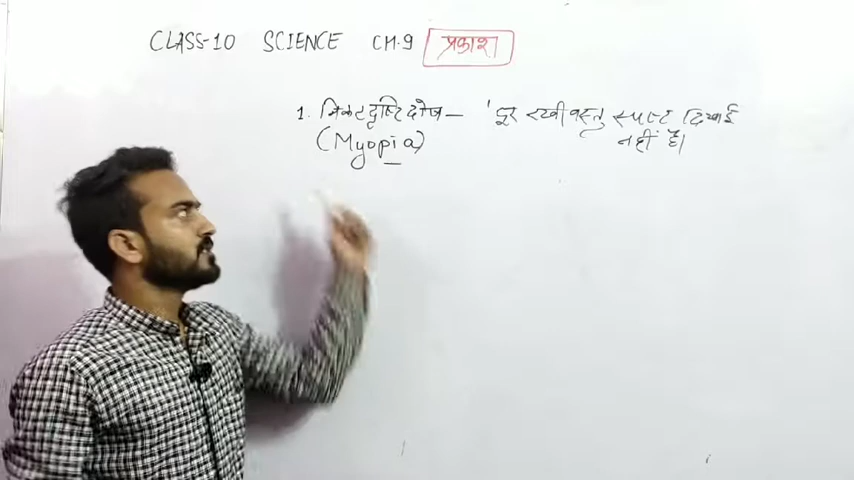 CLASS-10 SCIENCE CH.9 प्रकाश
1. निकट दृष्टि दोष — 'दूर रखी वस्तु स्पष्ट दिखाई
(Myopia) नहीं दे।